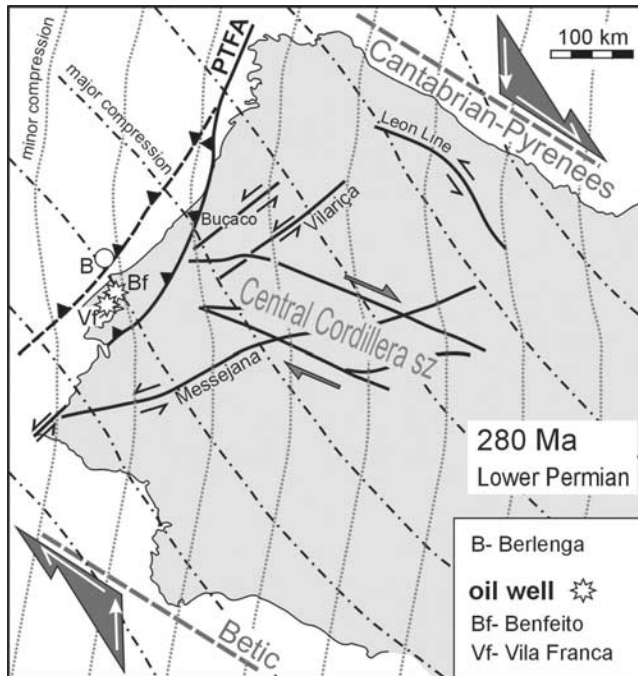 100 km
minor compression
major compression
PTFA
Cantabrian-Pyrenees
Leon Line
Buçaco
Vilariça
B
Bf
Vf
Central Cordillera sz
Messejana
280 Ma
Lower Permian
B- Berlenga
oil well
Bf- Benfeito
Vf- Vila Franca
Betic